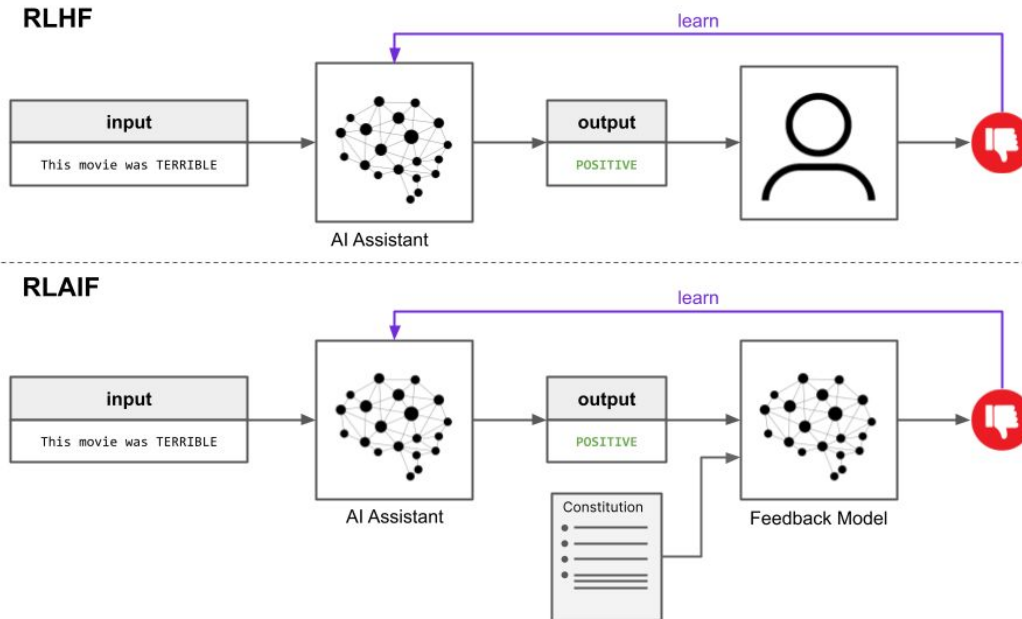 RLHF
learn
input
This movie was TERRIBLE
AI Assistant
output
POSITIVE
RLAIF
learn
input
This movie was TERRIBLE
AI Assistant
output
POSITIVE
Constitution
Feedback Model